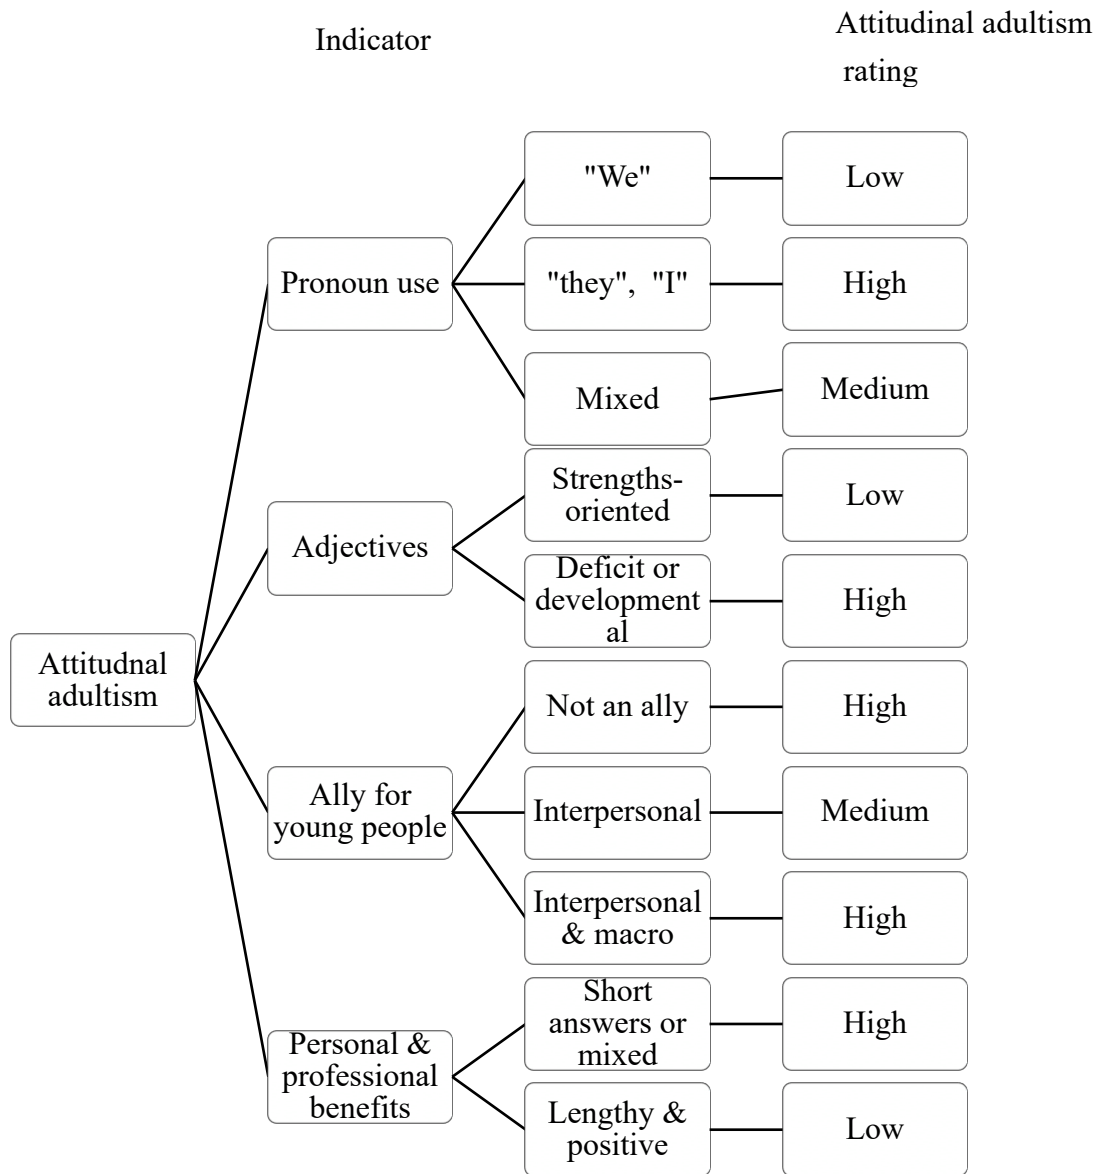 Indicator
Attitudinal adultism
rating
"We"
Low
Pronoun use
"they", "I"
High
Mixed
Medium
Strengths-
oriented
Low
Adjectives
Deficit or
development
al
High
Attitudnal
adultism
Not an ally
High
Ally for
young people
Interpersonal
Medium
Interpersonal
& macro
High
Short
answers or
mixed
High
Personal &
professional
benefits
Lengthy &
positive
Low